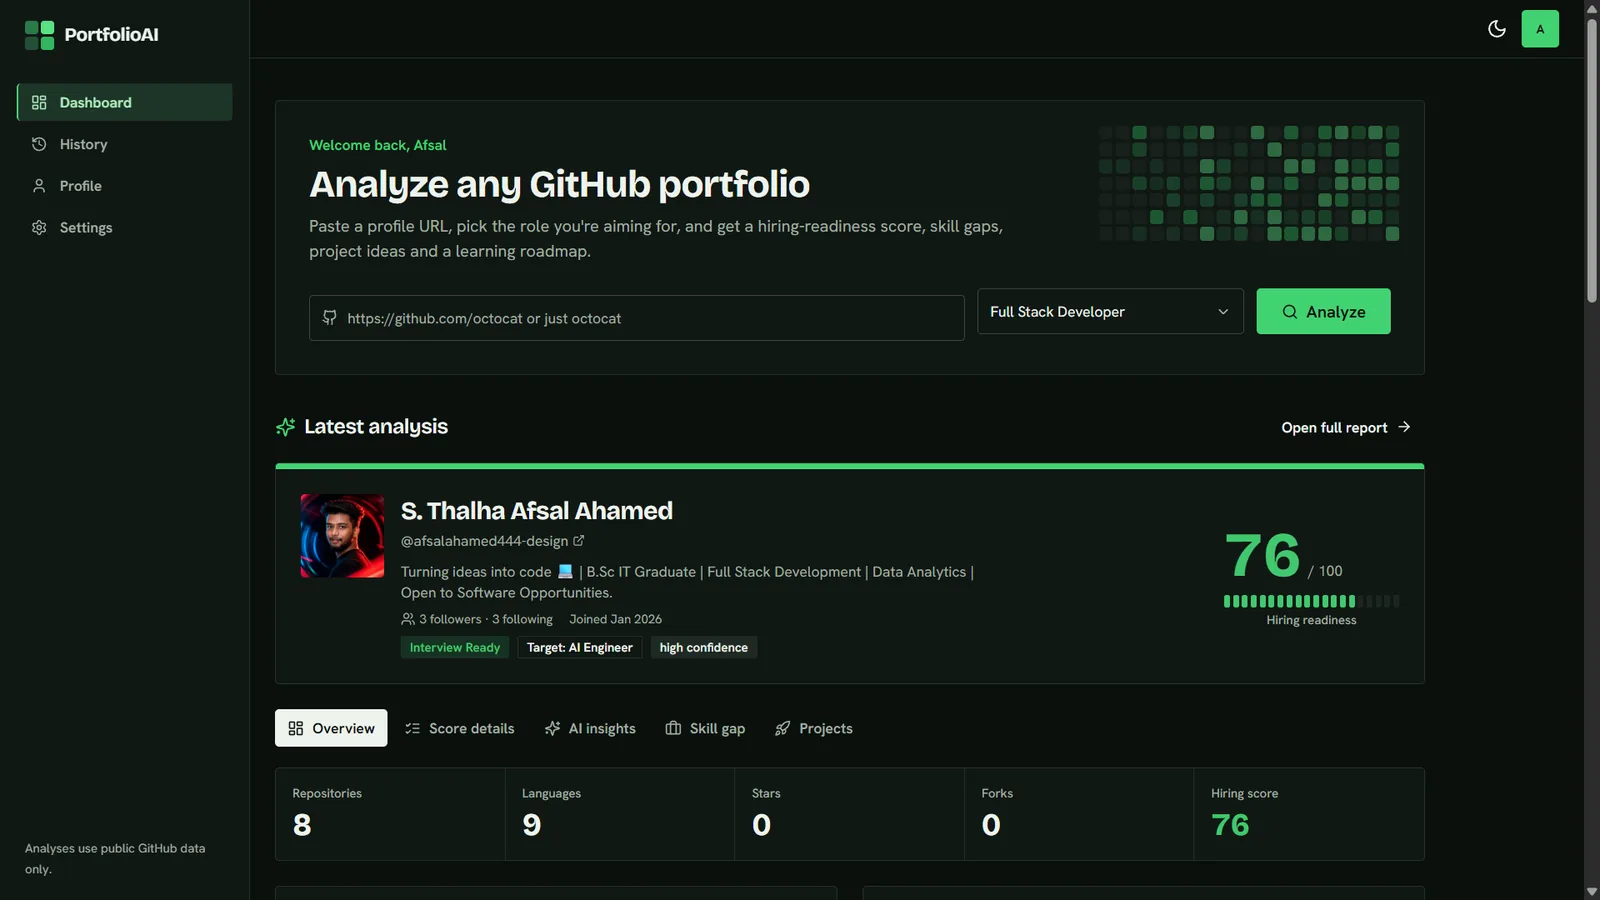 PortfolioAI
A
Dashboard
History
Profile
Settings
Welcome back, Afsal
Analyze any GitHub portfolio
Paste a profile URL, pick the role you're aiming for, and get a hiring-readiness score, skill gaps,
project ideas and a learning roadmap.
https://github.com/octocat or just octocat
Full Stack Developer
Analyze
Latest analysis
Open full report
S. Thalha Afsal Ahamed
@afsalahamed444-design
Turning ideas into code 💻 | B.Sc IT Graduate | Full Stack Development | Data Analytics |
Open to Software Opportunities.
3 followers · 3 following Joined Jan 2026
Interview Ready Target: AI Engineer high confidence
76 / 100
Hiring readiness
Overview Score details AI insights Skill gap Projects
Repositories
8
Languages
9
Stars
0
Forks
0
Hiring score
76
Analyses use public GitHub data
only.